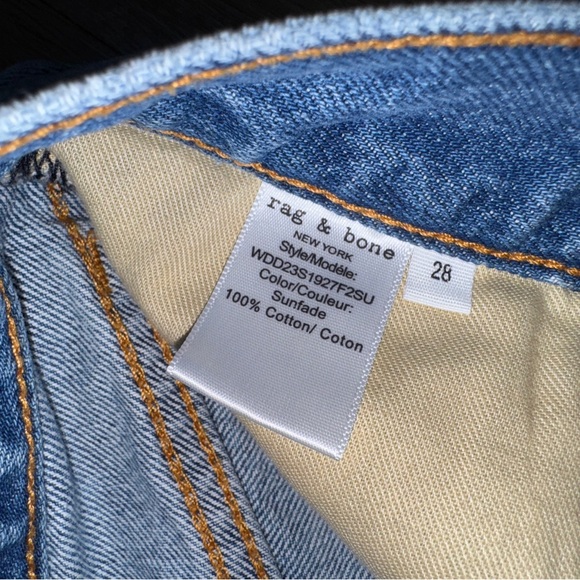 rag & bone
NEW YORK
Style/Modèle:
WDD23S1927F2SU
Color/Couleur:
Sunfade
100% Cotton/ Coton
28